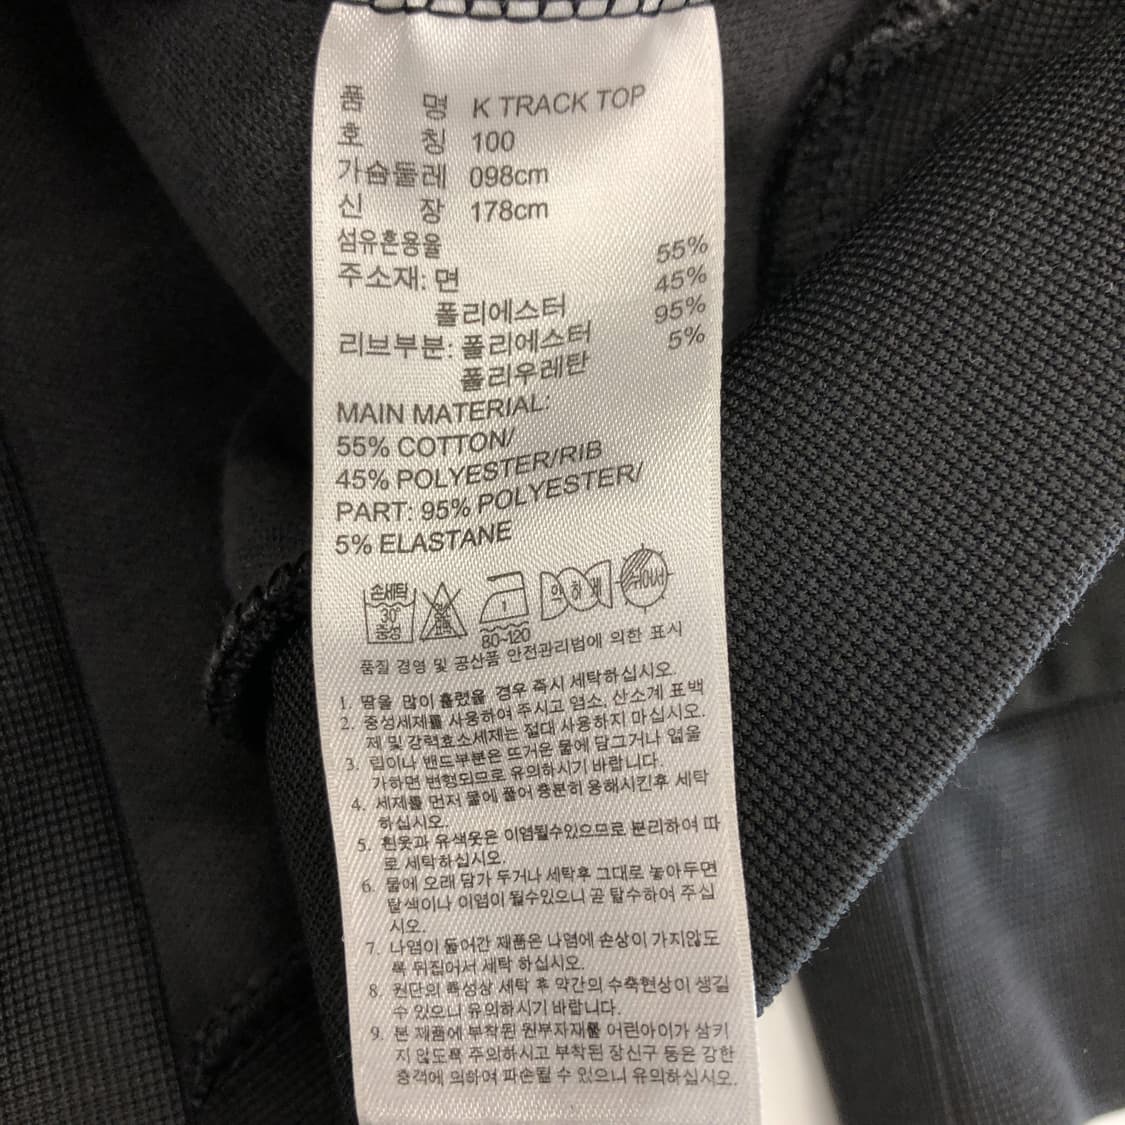 품 명 K TRACK TOP
호 칭 100
가슴둘레 098cm
신 장 178cm
섬유혼용율
주소재: 면 55%
폴리에스터 45%
리브부분: 폴리에스터 95%
폴리우레탄 5%
MAIN MATERIAL:
55% COTTON/
45% POLYESTER/RIB
PART: 95% POLYESTER/
5% ELASTANE
손세탁
30
중성
80~120
약하게
뉘어서
품질 경영 및 공산품 안전관리법에 의한 표시
1. 땀을 많이 흘렸을 경우 즉시 세탁하십시오.
2. 중성세제를 사용하여 주시고 염소, 산소계 표백
제 및 강력효소세제는 절대 사용하지 마십시오.
3. 립이나 밴드부분은 뜨거운 물에 담그거나 열을
가하면 변형되므로 유의하시기 바랍니다.
4. 세제를 먼저 물에 풀어 충분히 용해시킨후 세탁
하십시오.
5. 흰옷과 유색옷은 이염될수있으므로 분리하여 따
로 세탁하십시오.
6. 물에 오래 담가 두거나 세탁후 그대로 놓아두면
탈색이나 이염이 될수있으니 곧 탈수하여 주십
시오.
7. 나염이 들어간 제품은 나염에 손상이 가지않도
록 뒤집어서 세탁 하십시오.
8. 원단의 특성상 세탁 후 약간의 수축현상이 생길
수 있으니 유의하시기 바랍니다.
9. 본 제품에 부착된 원부자재를 어린아이가 삼키
지 않도록 주의하시고 부착된 장신구 등은 강한
충격에 의하여 파손될 수 있으니 유의하십시오.